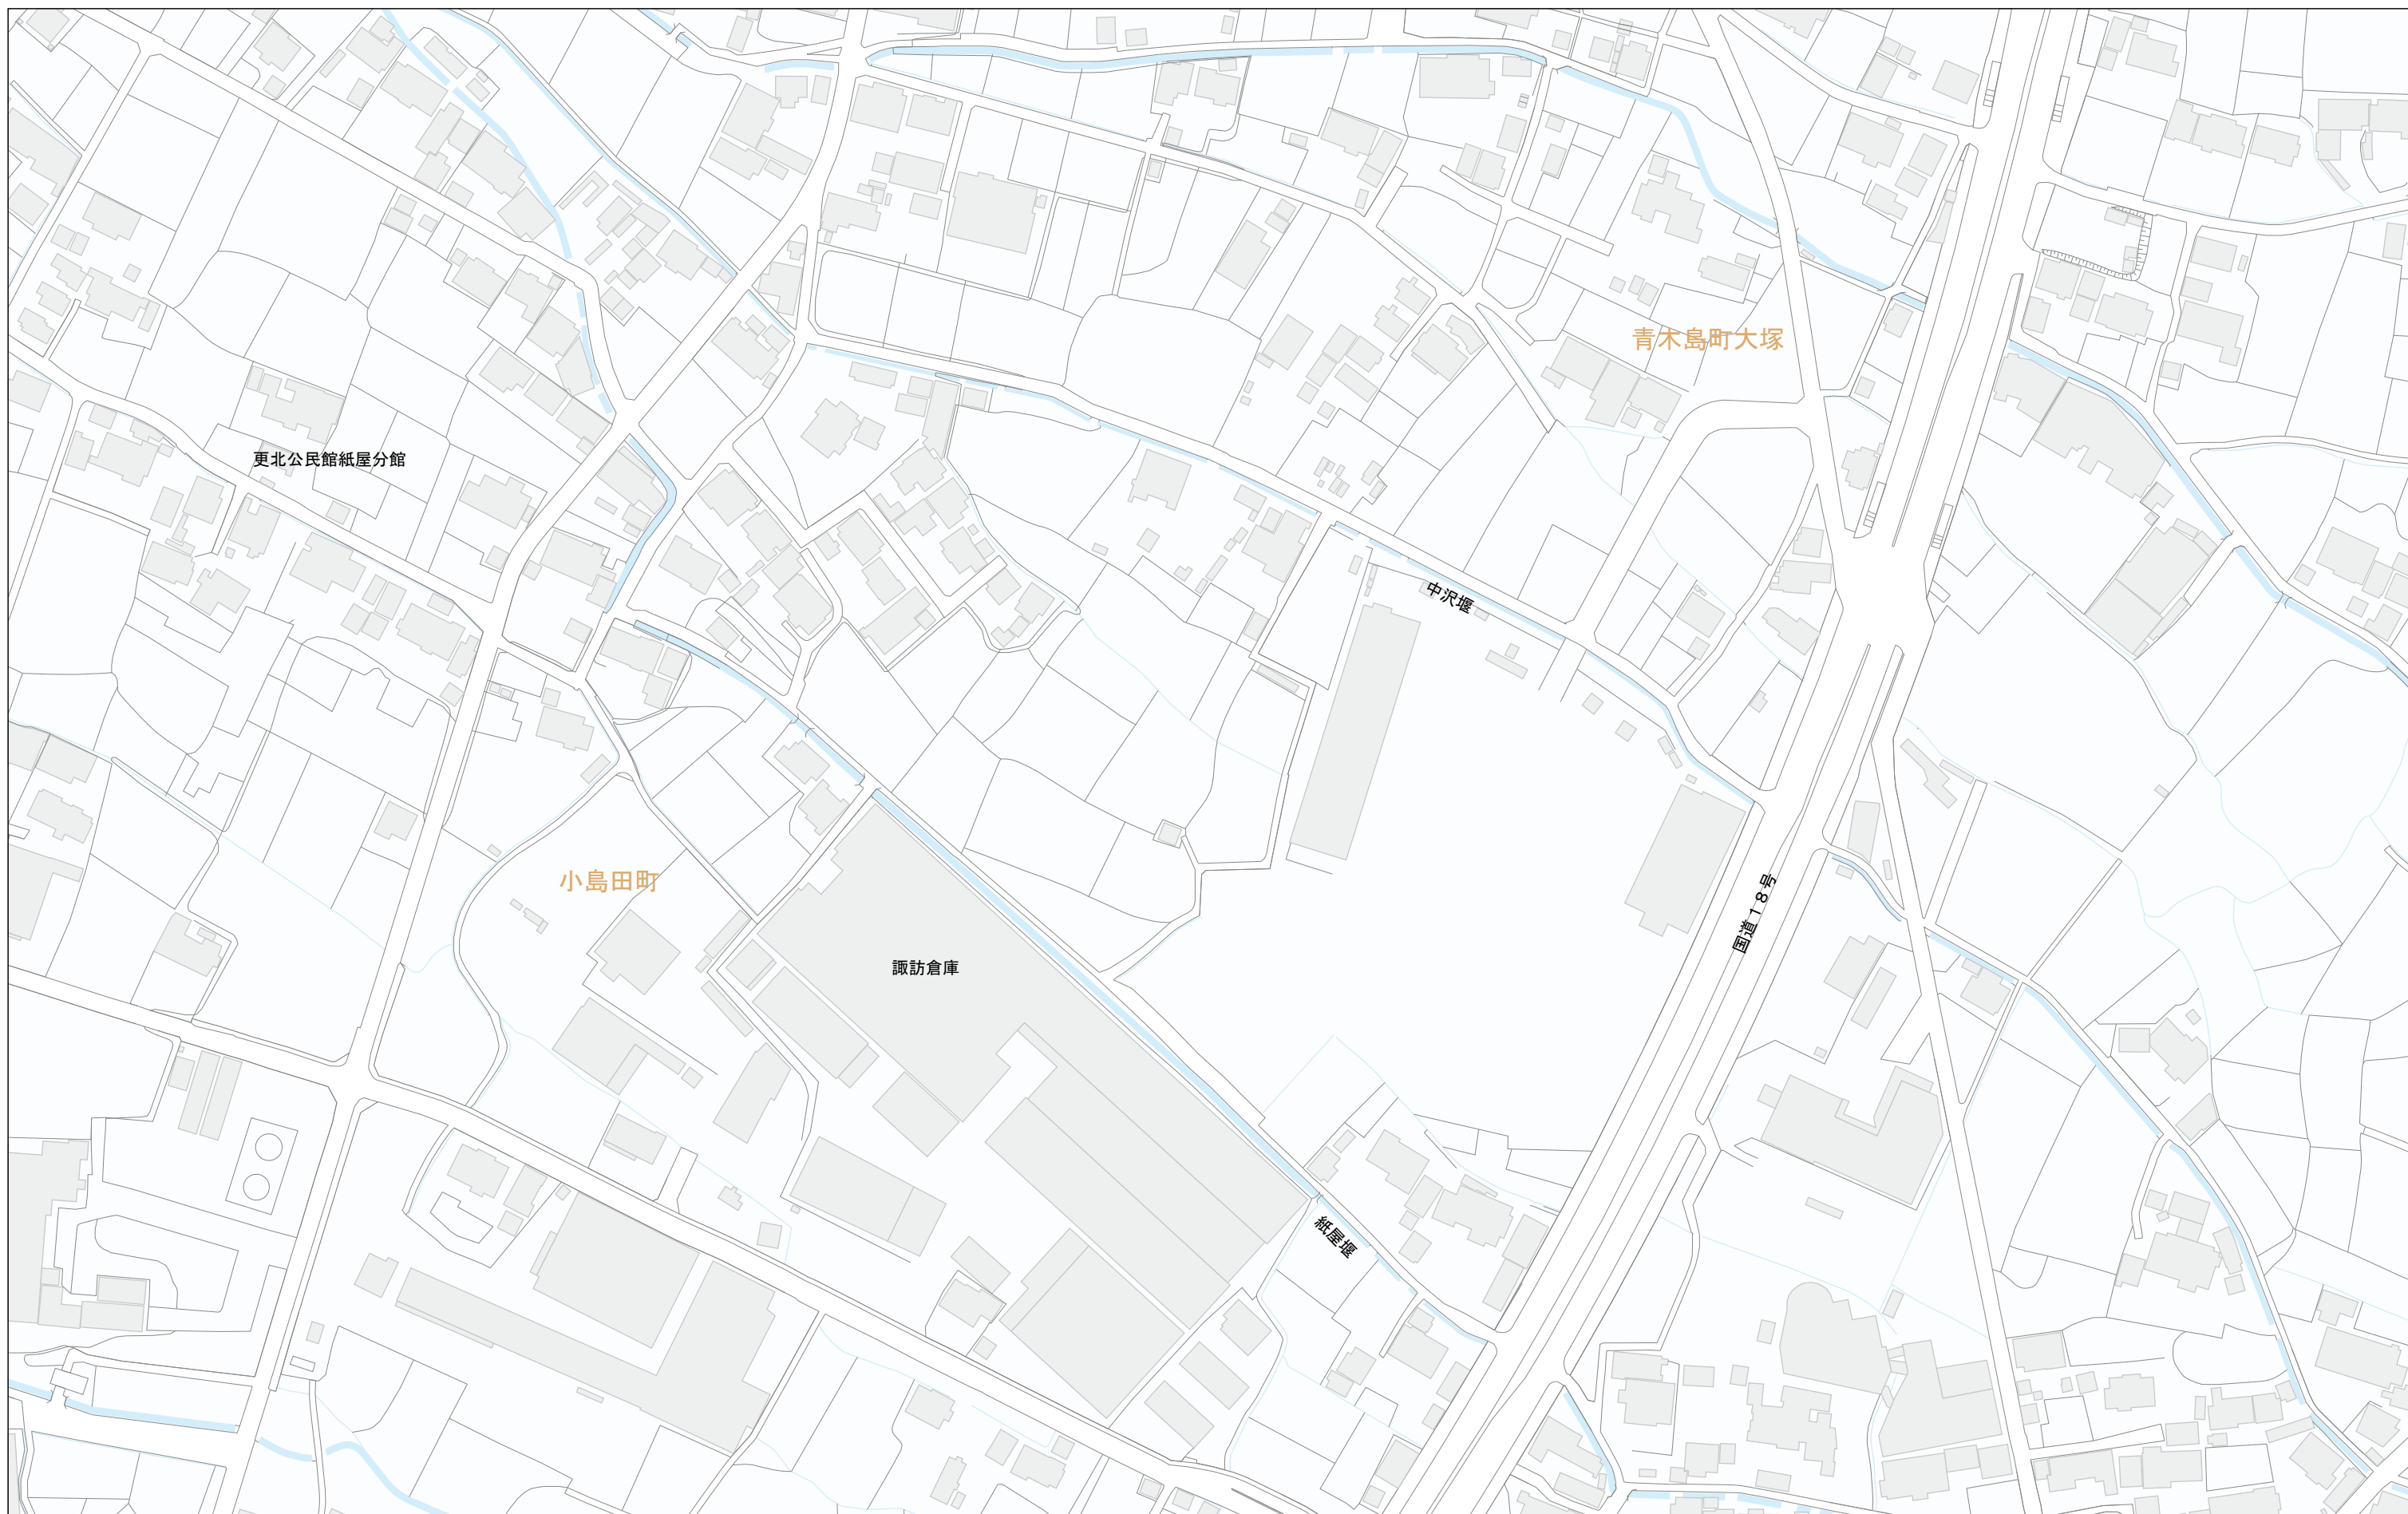 青木島町大塚
更北公民館紙屋分館
中沢堰
小島田町
国道18号
諏訪倉庫
紙屋堰